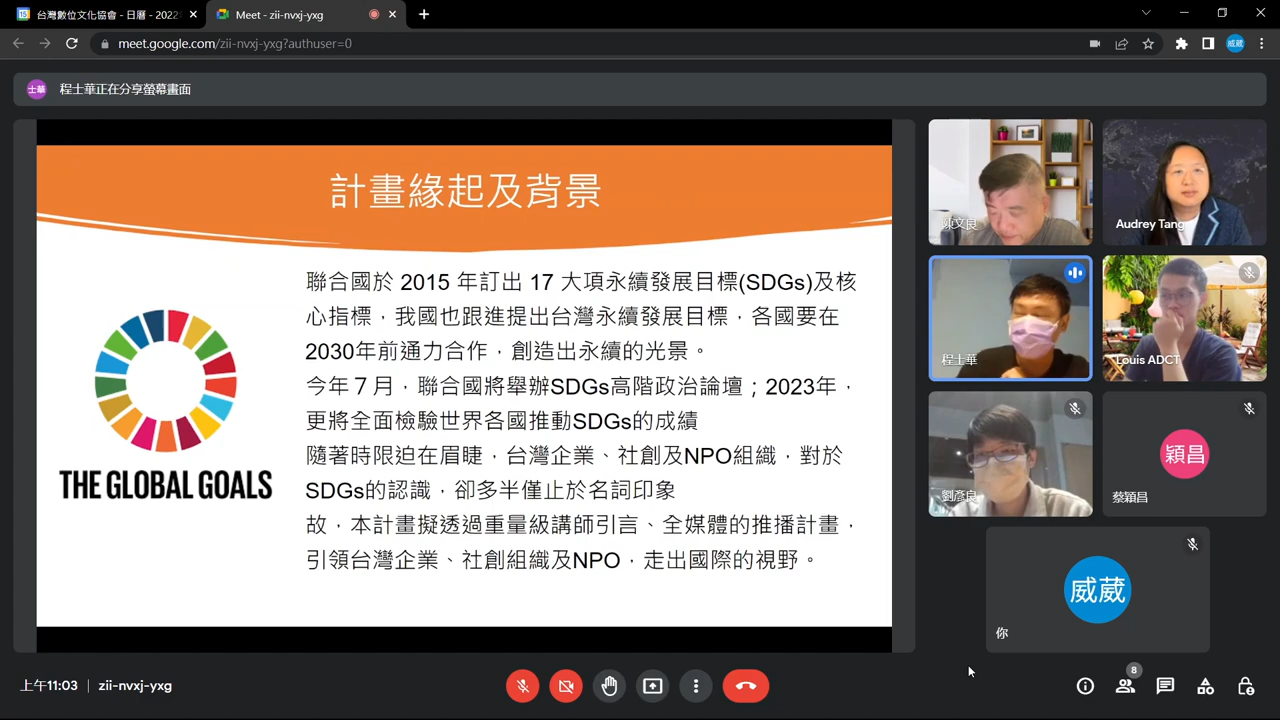 台灣數位文化協會 - 日曆 - 2022
Meet - zii-nvxj-yxg
meet.google.com/zii-nvxj-yxg?authuser=0
威葳
士華
程士華正在分享螢幕畫面
計畫緣起及背景
聯合國於 2015 年訂出 17 大項永續發展目標(SDGs)及核
心指標，我國也跟進提出台灣永續發展目標，各國要在
2030年前通力合作，創造出永續的光景。
今年７月，聯合國將舉辦SDGs高階政治論壇；2023年，
更將全面檢驗世界各國推動SDGs的成績
隨著時限迫在眉睫，台灣企業、社創及NPO組織，對於
SDGs的認識，卻多半僅止於名詞印象
故，本計畫擬透過重量級講師引言、全媒體的推播計畫，
引領台灣企業、社創組織及NPO，走出國際的視野。
THE GLOBAL GOALS
陳文良
Audrey Tang
程士華
Louis ADCT
劉彥良
穎昌
蔡穎昌
威葳
你
上午11:03
zii-nvxj-yxg
8